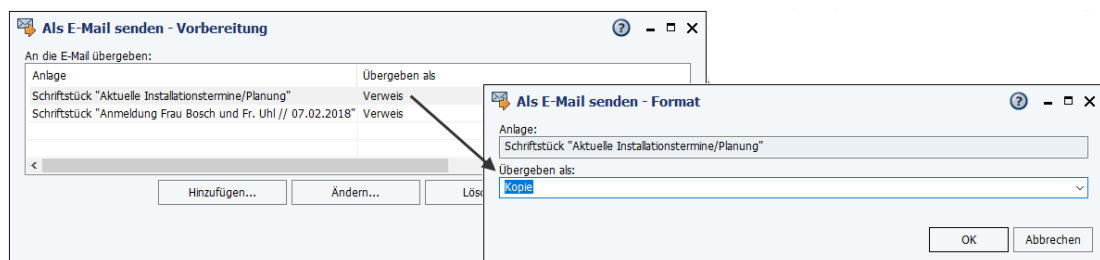 Als E-Mail senden - Vorbereitung
An die E-Mail übergeben:
Anlage Übergeben als
Schriftstück "Aktuelle Installationstermine/Planung" Verweis
Schriftstück "Anmeldung Frau Bosch und Fr. Uhl // 07.02.2018" Verweis
Hinzufügen... Ändern... Lös
Als E-Mail senden - Format
Anlage:
Schriftstück "Aktuelle Installationstermine/Planung"
Übergeben als:
Kopie
OK Abbrechen